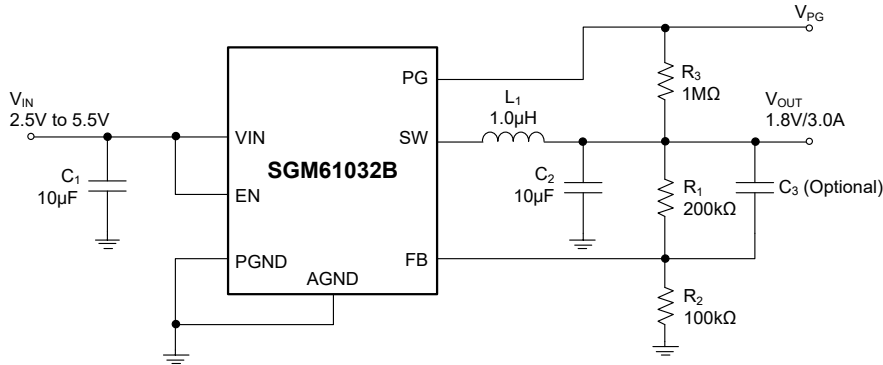 V_PG
PG
R3
1MΩ
L1
1.0μH
VIN
2.5V to 5.5V
VOUT
1.8V/3.0A
VIN
SW
SGM61032B
C1
10μF
C2
10μF
R1
200kΩ
C3 (Optional)
EN
PGND
FB
AGND
R2
100kΩ